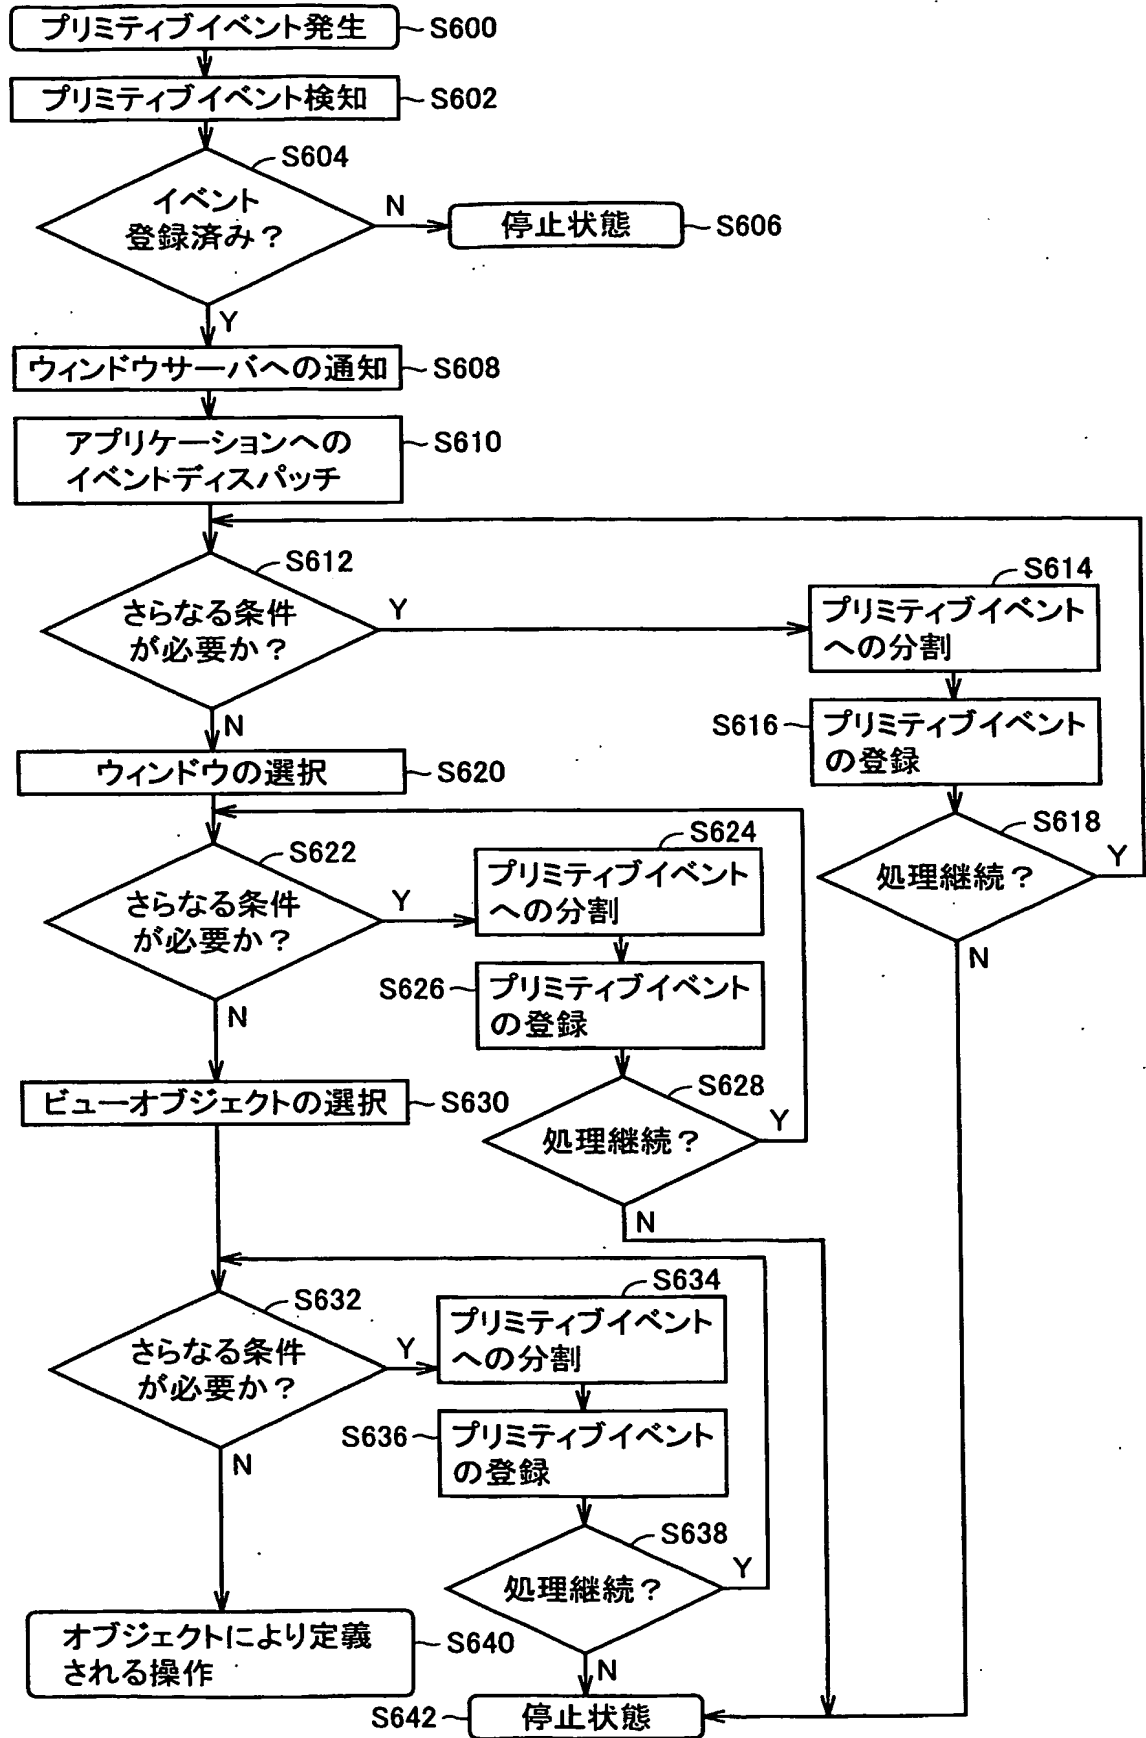 プリミティブイベント発生
S600
プリミティブイベント検知
S602
S604
イベント
登録済み？
N
停止状態
S606
Y
ウィンドウサーバへの通知
S608
アプリケーションへの
イベントディスパッチ
S610
S612
さらなる条件
が必要か？
Y
S614
プリミティブイベント
への分割
N
S616
プリミティブイベント
の登録
ウィンドウの選択
S620
S618
処理継続？
Y
N
S622
さらなる条件
が必要か？
Y
S624
プリミティブイベント
への分割
N
S626
プリミティブイベント
の登録
ビューオブジェクトの選択
S630
S628
処理継続？
Y
N
S632
さらなる条件
が必要か？
Y
S634
プリミティブイベント
への分割
N
S636
プリミティブイベント
の登録
S638
処理継続？
Y
N
オブジェクトにより定義
される操作
S640
S642
停止状態